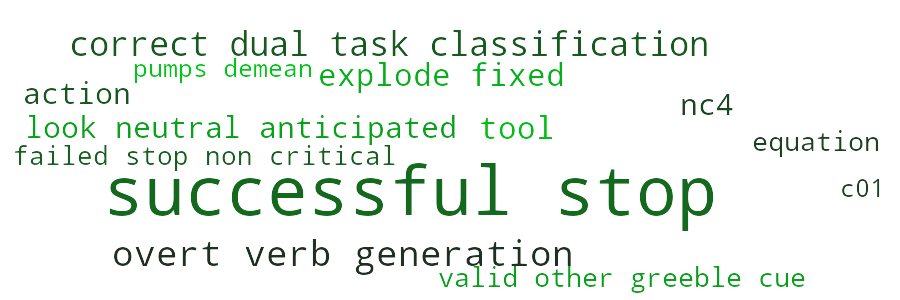 correct dual task classification
pumps demean
explode fixed
action
nc4
look neutral anticipated
tool
equation
failed stop non critical
successful stop
c01
overt verb generation
valid other greeble cue